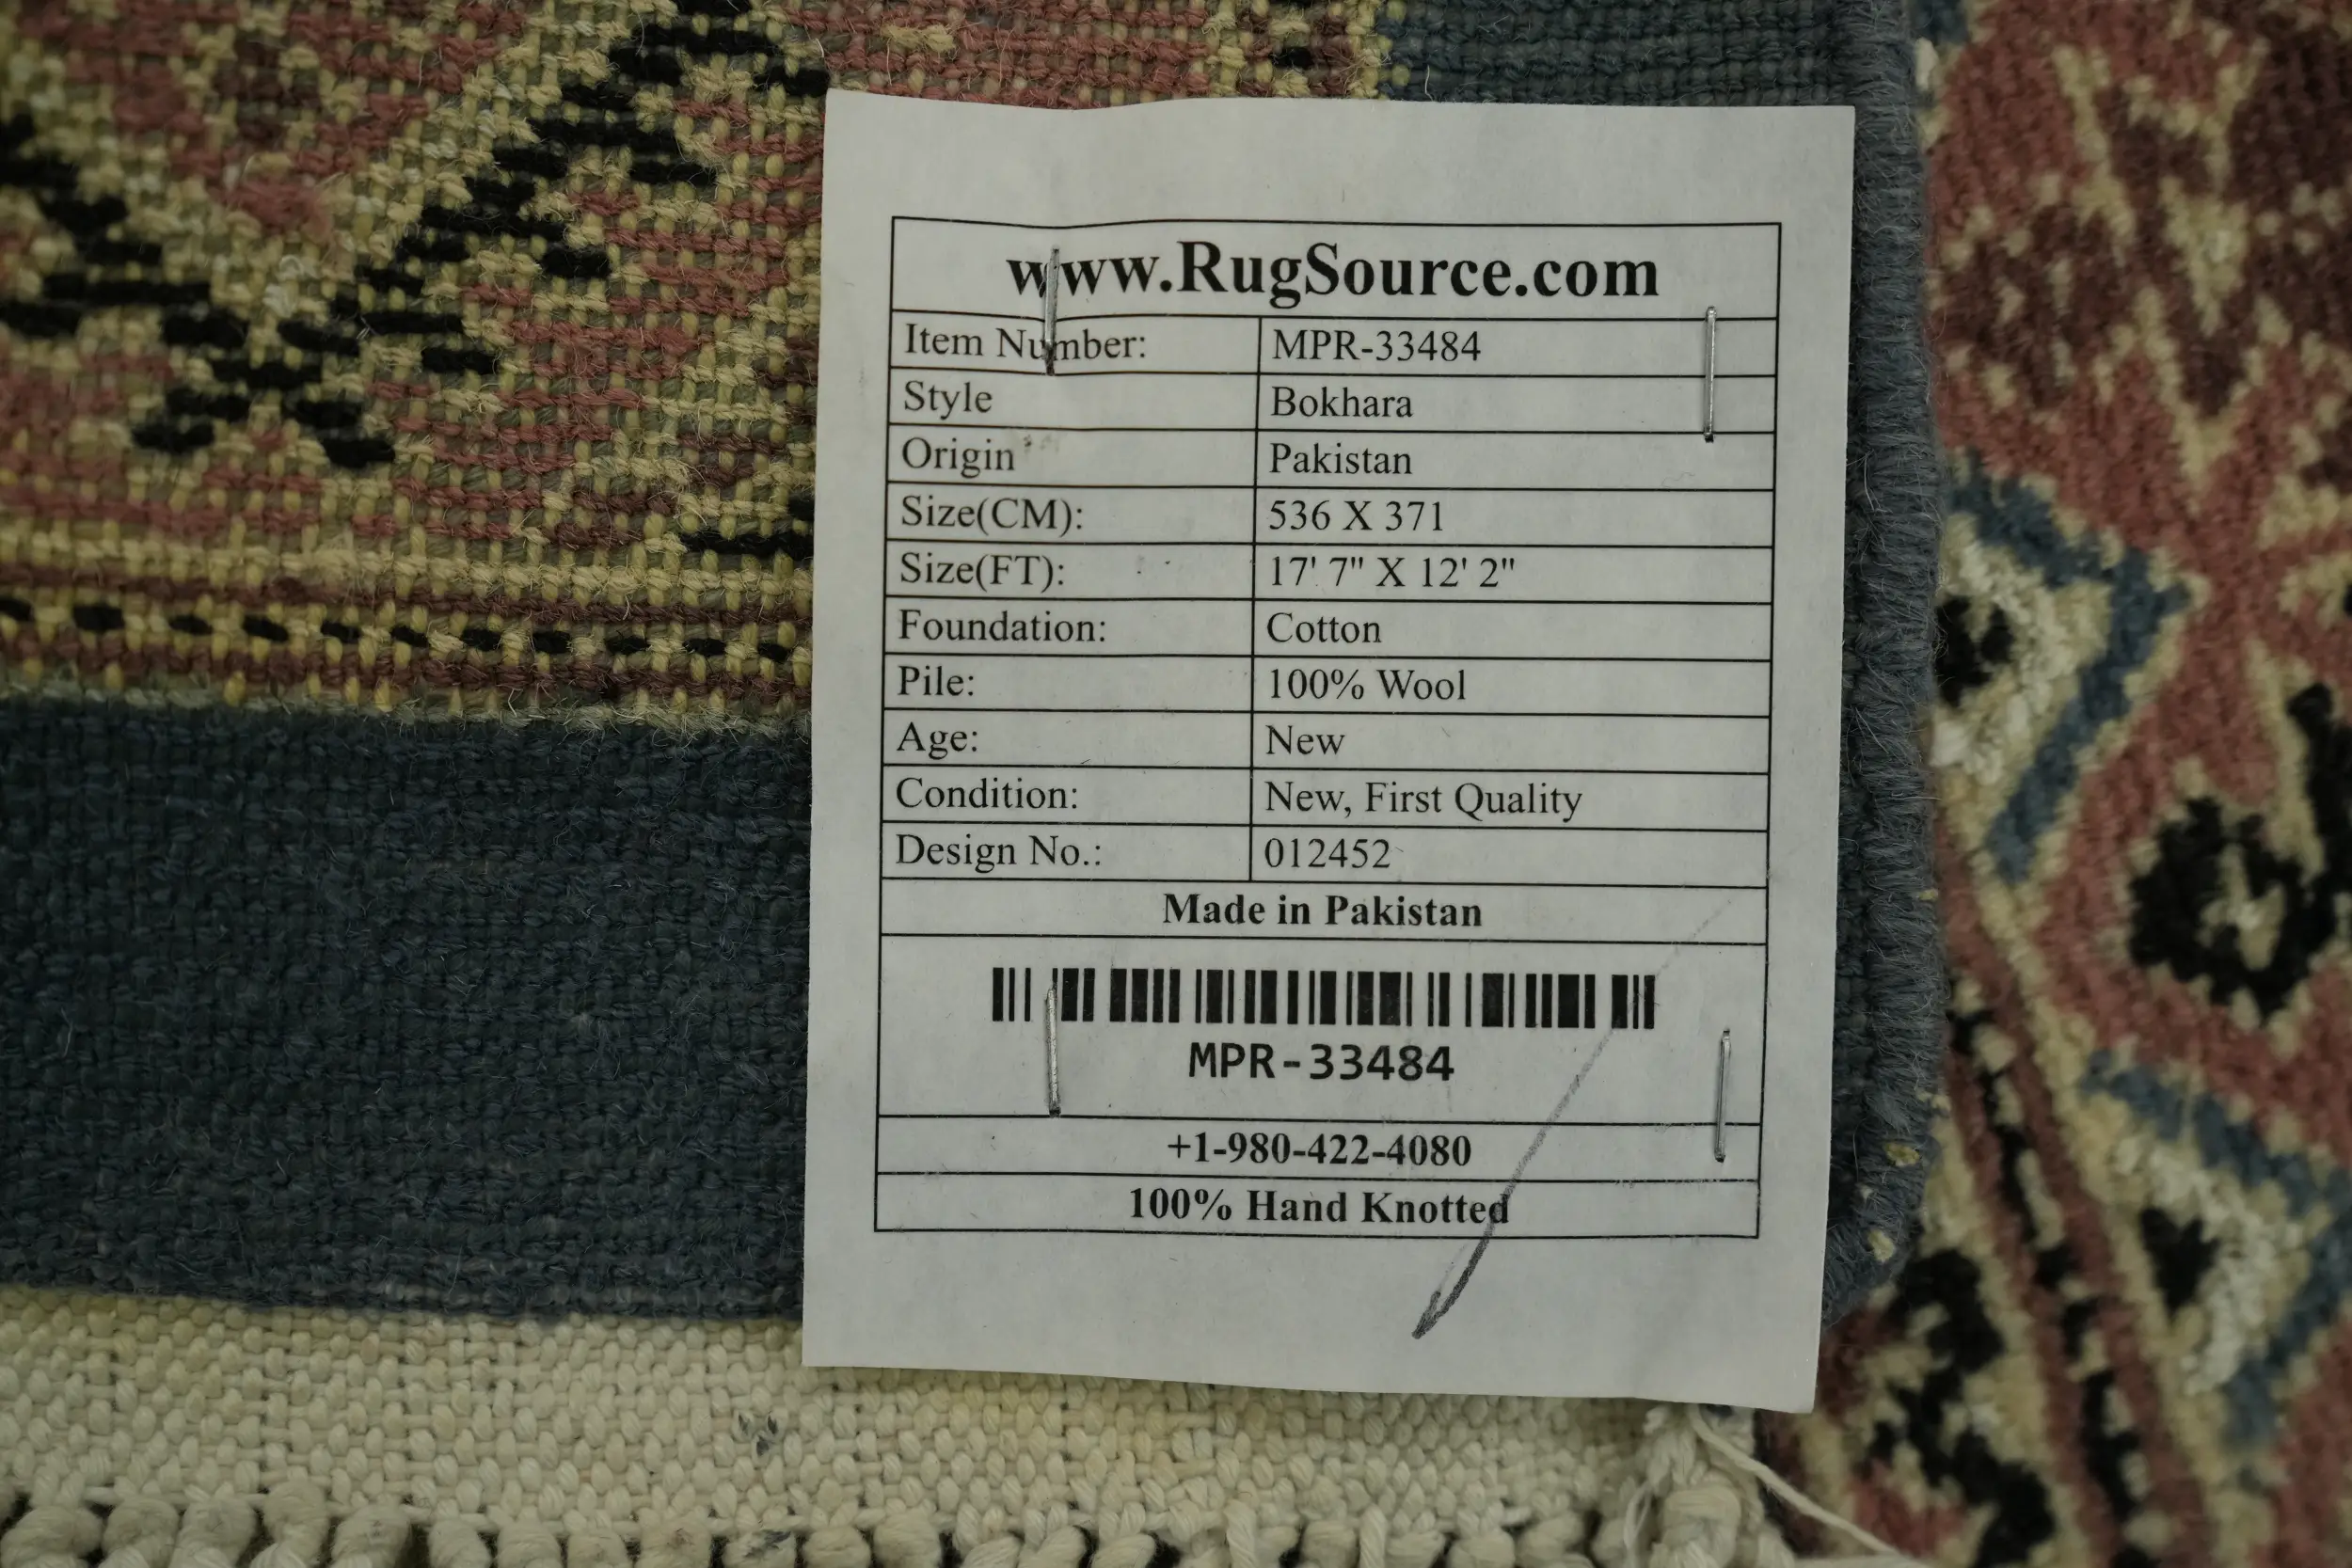 www.RugSource.com
Item Number: MPR-33484
Style Bokhara
Origin Pakistan
Size(CM): 536 X 371
Size(FT): 17' 7" X 12' 2"
Foundation: Cotton
Pile: 100% Wool
Age: New
Condition: New, First Quality
Design No.: 012452
Made in Pakistan
MPR-33484
+1-980-422-4080
100% Hand Knotted